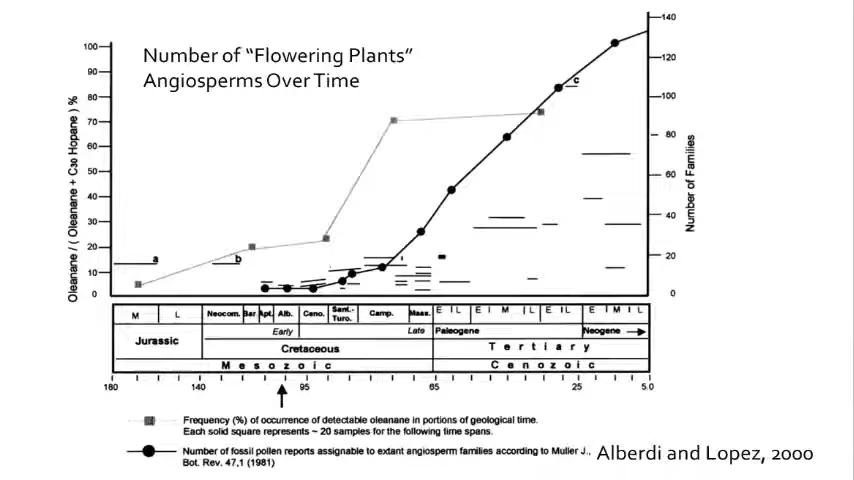 Number of “Flowering Plants”
Angiosperms Over Time
Oleanane / ( Oleanane + C30 Hopane ) %
100
90
80
70
60
50
40
30
20
10
0
140
120
100
80
60
40
20
0
Number of Families
a
b
c
M L Neocom. Bar Apt. Alb. Ceno. Sant.- Turo. Camp. Maas. E L E M L E L E M L
Early Late Paleogene Neogene
Jurassic Cretaceous Tertiary
Mesozoic Cenozoic
180 140 95 65 25 5.0
Frequency (%) of occurrence of detectable oleanane in portions of geological time.
Each solid square represents ~ 20 samples for the following time spans.
Number of fossil pollen reports assignable to extant angiosperm families according to Muller J.,
Bot. Rev. 47,1 (1981)
Alberdi and Lopez, 2000